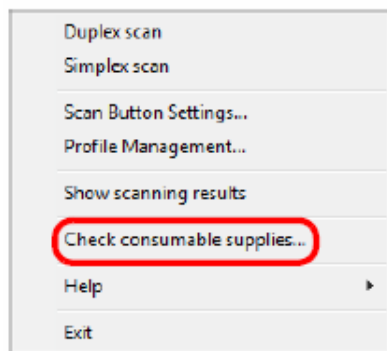 Duplex scan
Simplex scan
Scan Button Settings...
Profile Management...
Show scanning results
Check consumable supplies...
Help
Exit